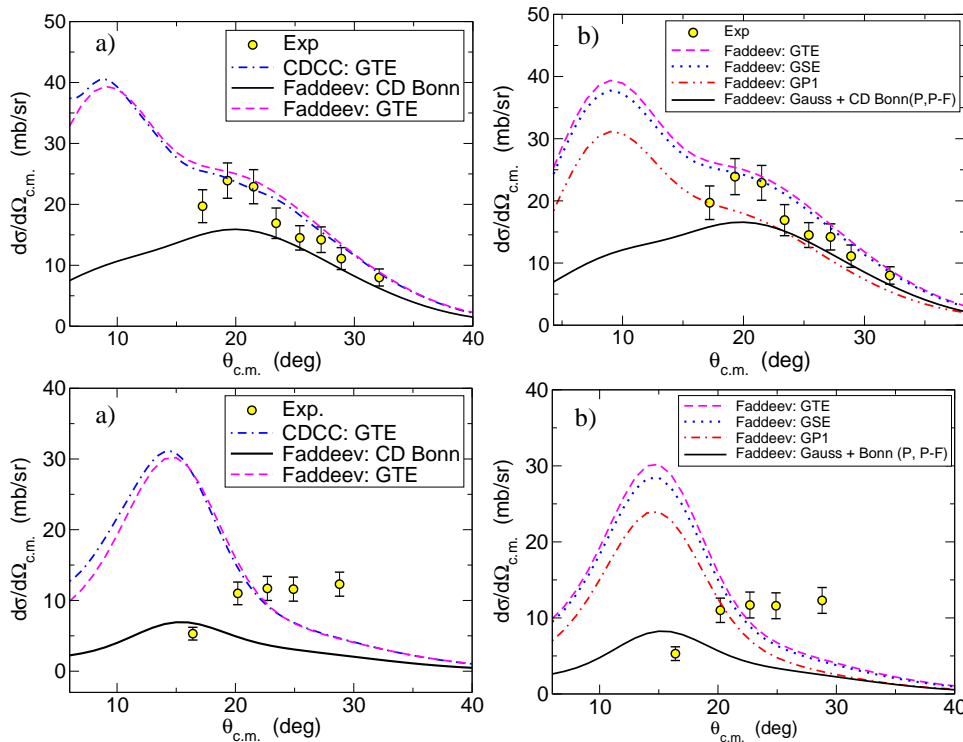 a)
Exp
CDCC: GTE
Faddeev: CD Bonn
Faddeev: GTE
50
40
30
20
10
0
dσ/dΩc.m. (mb/sr)
10 20 30 40
θc.m. (deg)
b)
Exp
Faddeev: GTE
Faddeev: GSE
Faddeev: GP1
Faddeev: Gauss + CD Bonn(P,P-F)
50
40
30
20
10
0
dσ/dΩc.m. (mb/sr)
10 20 30
θc.m. (deg)
a)
Exp.
CDCC: GTE
Faddeev: CD Bonn
Faddeev: GTE
40
30
20
10
0
dσ/dΩc.m. (mb/sr)
10 20 30 40
θc.m. (deg)
b)
Exp.
Faddeev: GTE
Faddeev: GSE
Faddeev: GP1
Faddeev: Gauss + Bonn (P, P-F)
40
30
20
10
0
dσ/dΩc.m. (mb/sr)
10 20 30 40
θc.m. (deg)